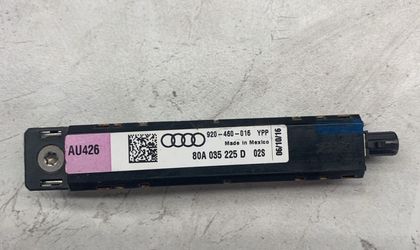 AU426
920-460-016 YPP
Made in Mexico
80A 035 225 D 02S
06/10/16